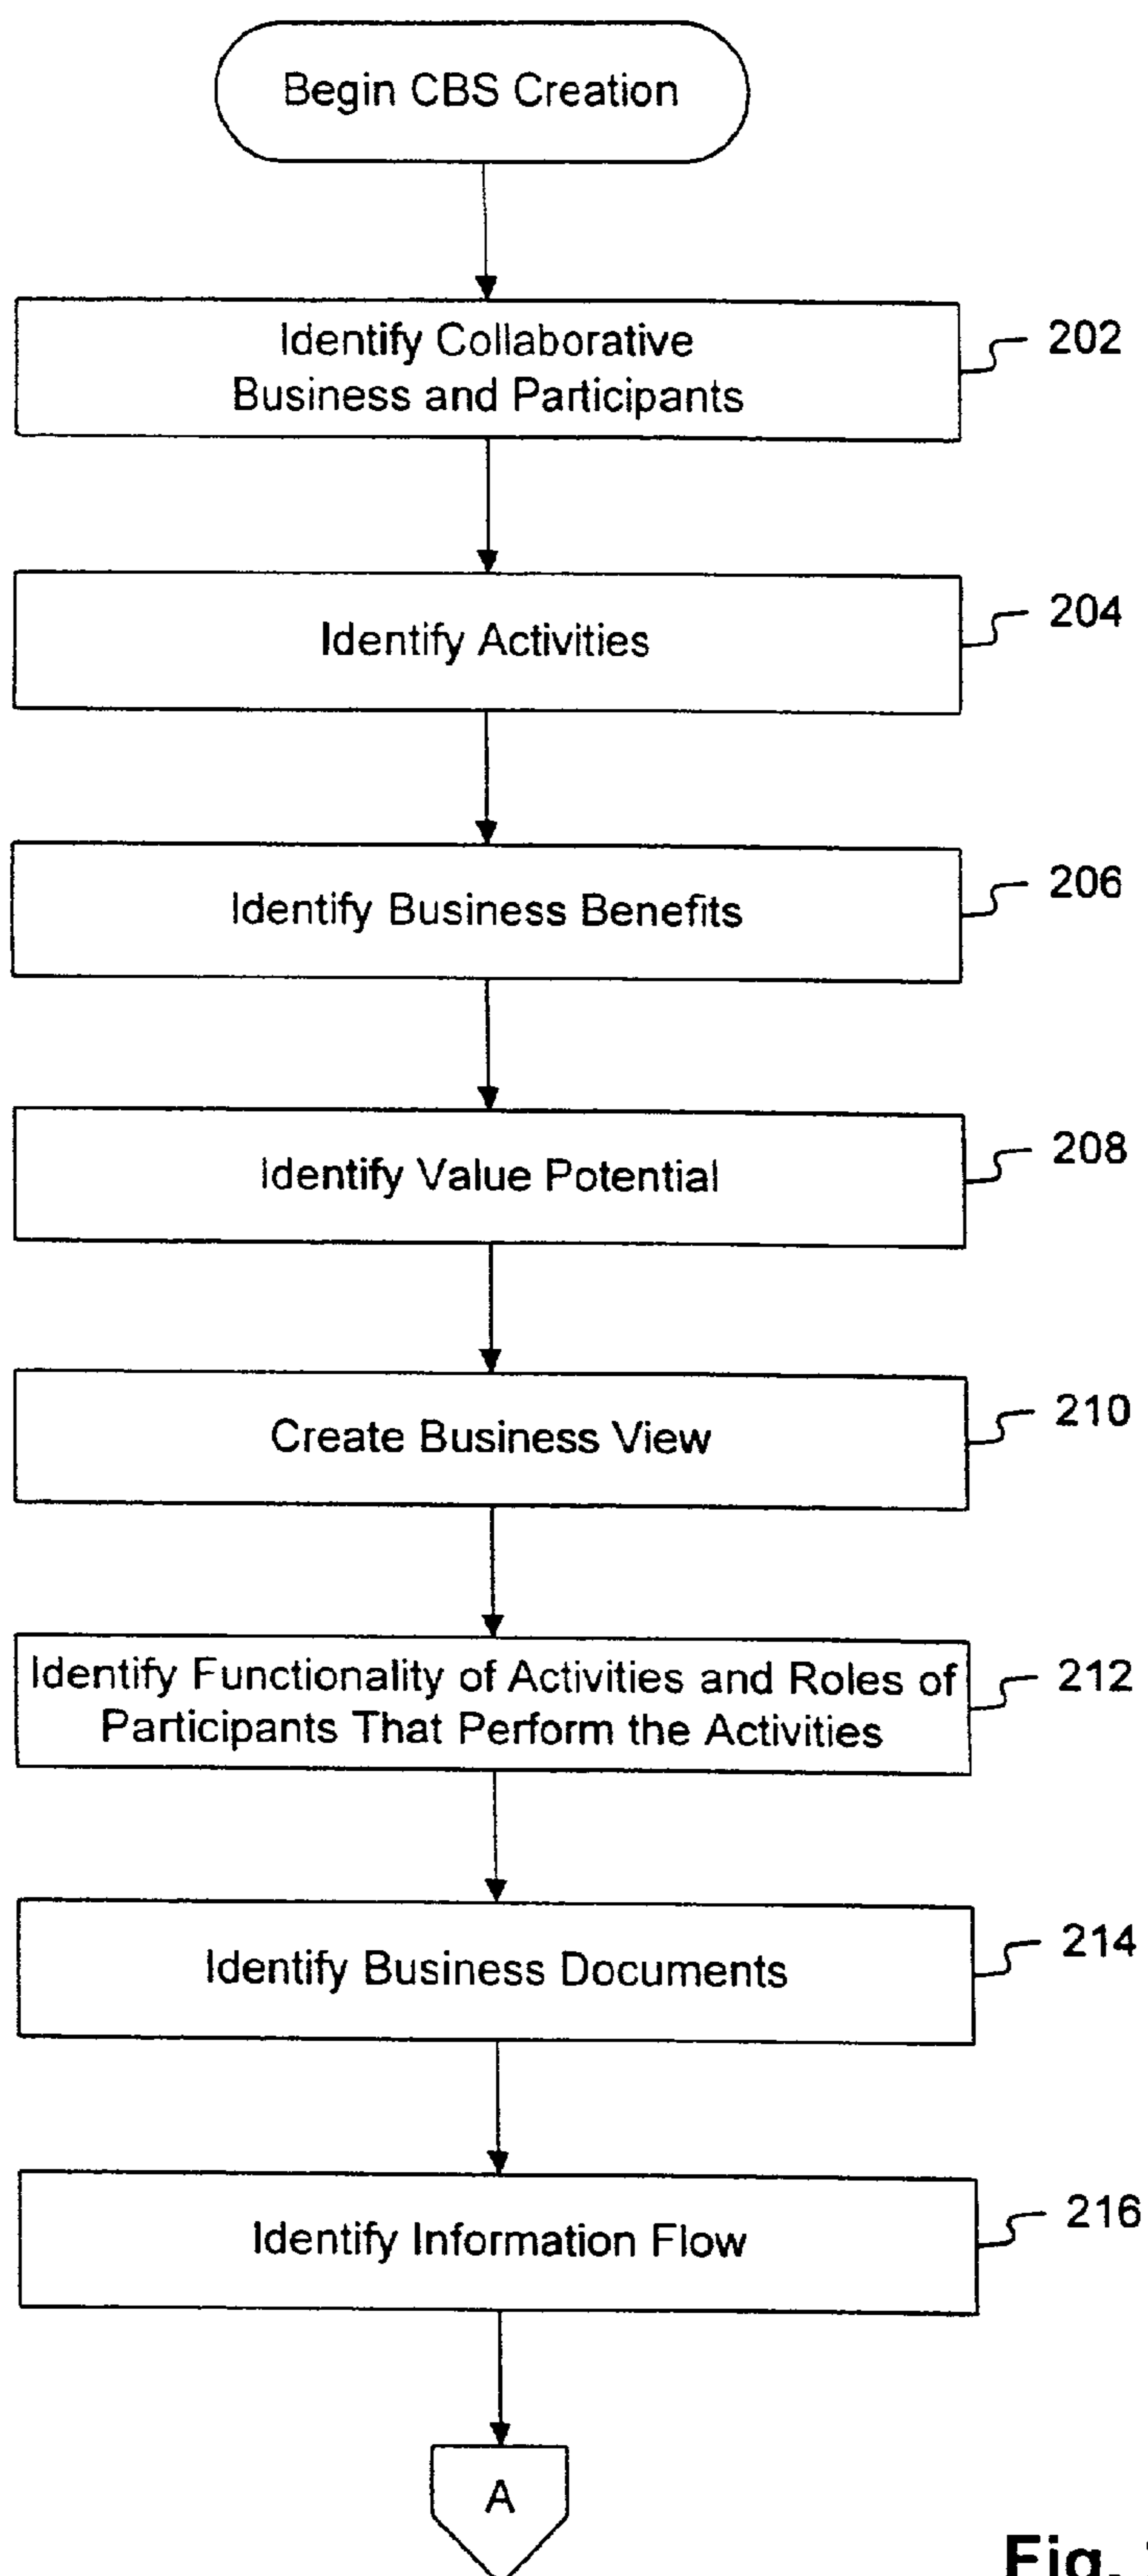 Begin CBS Creation
Identify Collaborative
Business and Participants
202
Identify Activities
204
Identify Business Benefits
206
Identify Value Potential
208
Create Business View
210
Identify Functionality of Activities and Roles of
Participants That Perform the Activities
212
Identify Business Documents
214
Identify Information Flow
216
A
Fig.